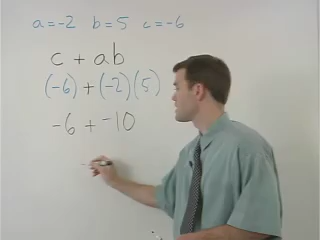 a=-2 b=5 c=-6
c + ab
(-6) + (-2)(5)
-6 + -10